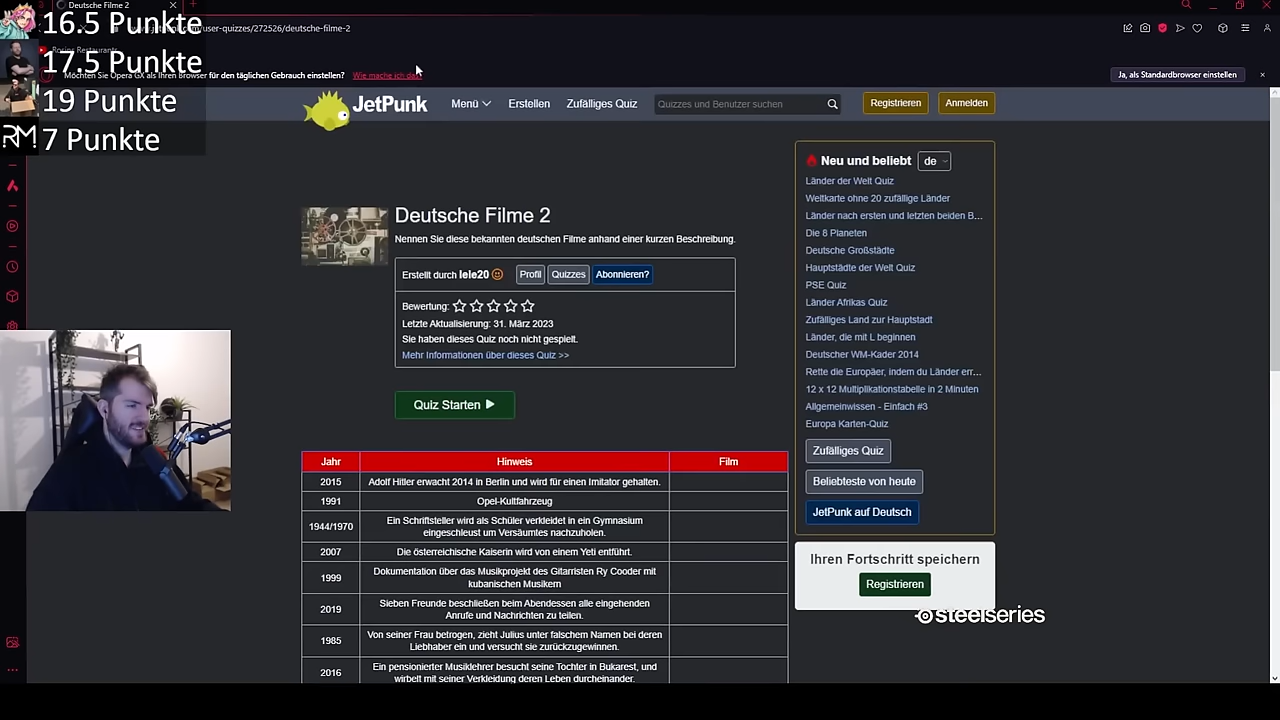 Deutsche Filme 2
16.5 Punkte
user-quizzes/272526/deutsche-filme-2
17.5 Punkte
Möchten Sie Opera GX als Ihren Browser für den täglichen Gebrauch einstellen? Wie mache ich das?
Ja, als Standardbrowser einstellen
19 Punkte
RM 7 Punkte
JetPunk Menü Erstellen Zufälliges Quiz Quizzes und Benutzer suchen Registrieren Anmelden
Deutsche Filme 2
Nennen Sie diese bekannten deutschen Filme anhand einer kurzen Beschreibung.
Erstellt durch lele20 Profil Quizzes Abonnieren?
Bewertung:
Letzte Aktualisierung: 31. März 2023
Sie haben dieses Quiz noch nicht gespielt.
Mehr Informationen über dieses Quiz >>
Quiz Starten
Jahr Hinweis Film
2015 Adolf Hitler erwacht 2014 in Berlin und wird für einen Imitator gehalten.
1991 Opel-Kultfahrzeug
1944/1970 Ein Schriftsteller wird als Schüler verkleidet in ein Gymnasium
eingeschleust um Versäumtes nachzuholen.
2007 Die österreichische Kaiserin wird von einem Yeti entführt.
1999 Dokumentation über das Musikprojekt des Gitarristen Ry Cooder mit
kubanischen Musikern
2019 Sieben Freunde beschließen beim Abendessen alle eingehenden
Anrufe und Nachrichten zu teilen.
1985 Von seiner Frau betrogen, zieht Julius unter falschem Namen bei deren
Liebhaber ein und versucht sie zurückzugewinnen.
2016 Ein pensionierter Musiklehrer besucht seine Tochter in Bukarest, und
wirbelt mit seiner Verkleidung deren Leben durcheinander.
Neu und beliebt de
Länder der Welt Quiz
Weltkarte ohne 20 zufällige Länder
Länder nach ersten und letzten beiden B...
Die 8 Planeten
Deutsche Großstädte
Hauptstädte der Welt Quiz
PSE Quiz
Länder Afrikas Quiz
Zufälliges Land zur Hauptstadt
Länder, die mit L beginnen
Deutscher WM-Kader 2014
Rette die Europäer, indem du Länder err...
12 x 12 Multiplikationstabelle in 2 Minuten
Allgemeinwissen - Einfach #3
Europa Karten-Quiz
Zufälliges Quiz
Beliebteste von heute
JetPunk auf Deutsch
Ihren Fortschritt speichern
Registrieren
steelseries